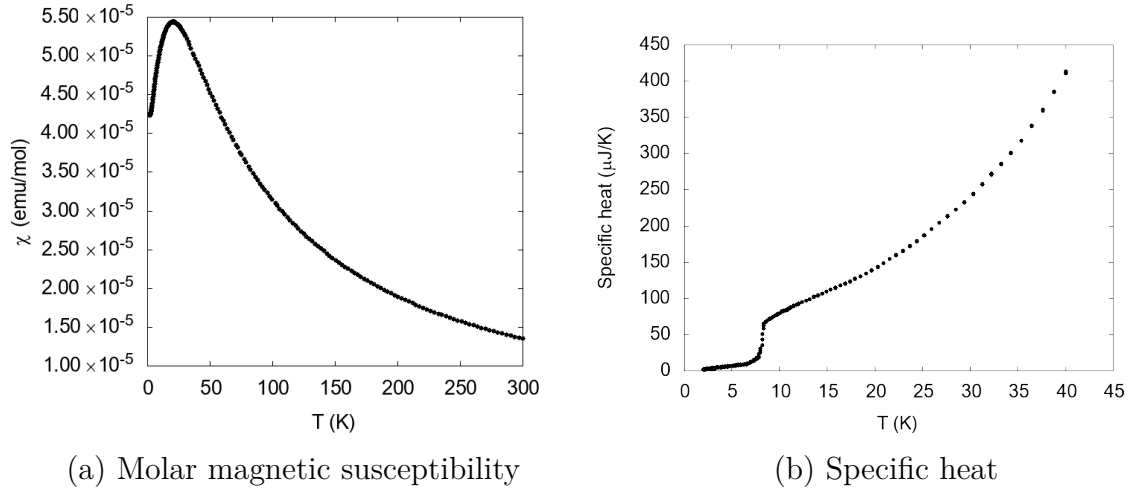 5.50 ×10⁻⁵
5.00 ×10⁻⁵
4.50 ×10⁻⁵
4.00 ×10⁻⁵
3.50 ×10⁻⁵
3.00 ×10⁻⁵
2.50 ×10⁻⁵
2.00 ×10⁻⁵
1.50 ×10⁻⁵
1.00 ×10⁻⁵
χ (emu/mol)
0 50 100 150 200 250 300
T (K)
(a) Molar magnetic susceptibility
450
400
350
300
250
200
150
100
50
0
Specific heat (μJ/K)
0 5 10 15 20 25 30 35 40 45
T (K)
(b) Specific heat